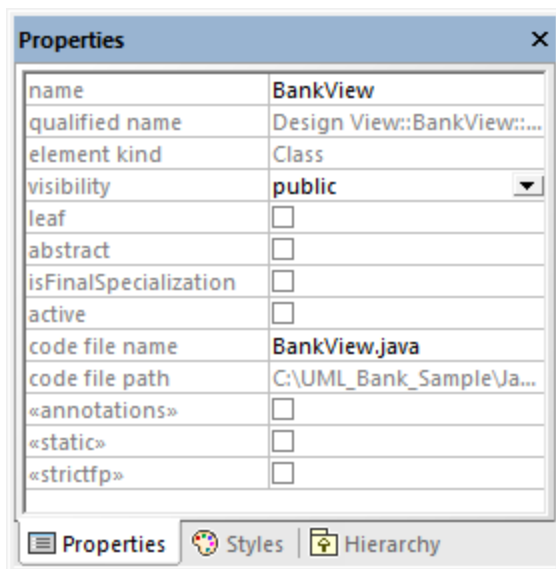 Properties
name BankView
qualified name Design View::BankView::...
element kind Class
visibility public
leaf
abstract
isFinalSpecialization
active
code file name BankView.java
code file path C:\UML_Bank_Sample\Ja...
«annotations»
«static»
«strictfp»
Properties Styles Hierarchy